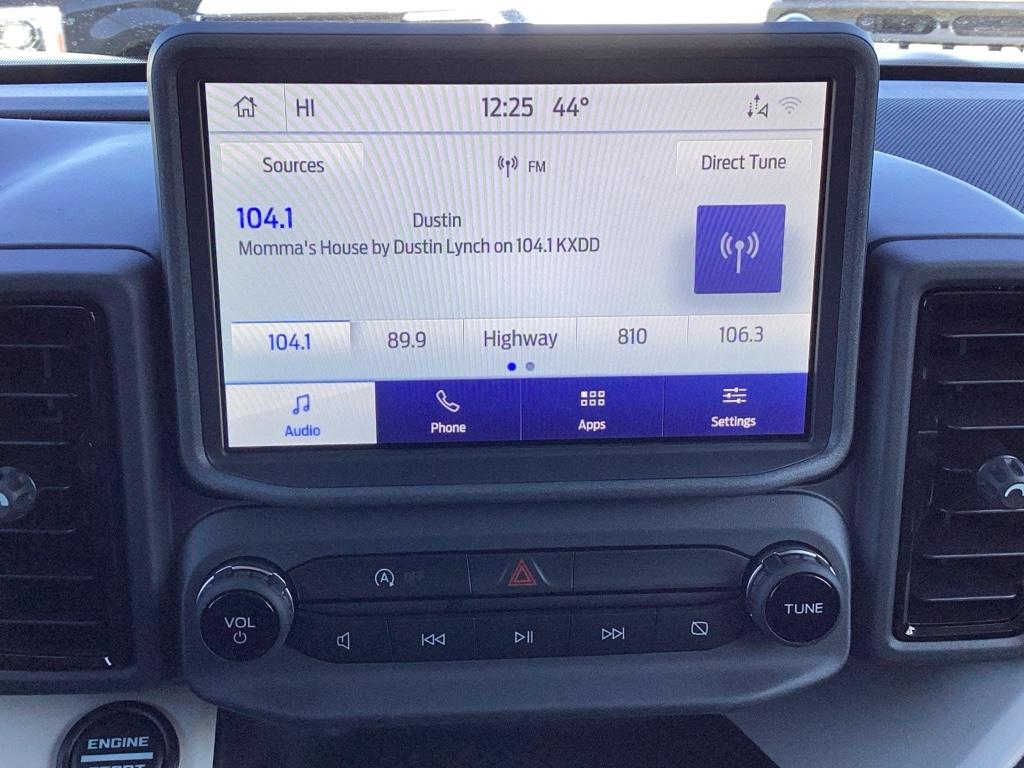 HI 12:25 44°
Sources FM Direct Tune
104.1 Dustin
Momma's House by Dustin Lynch on 104.1 KXDD
104.1 89.9 Highway 810 106.3
Audio Phone Apps Settings
A OFF
VOL TUNE
ENGINE
START